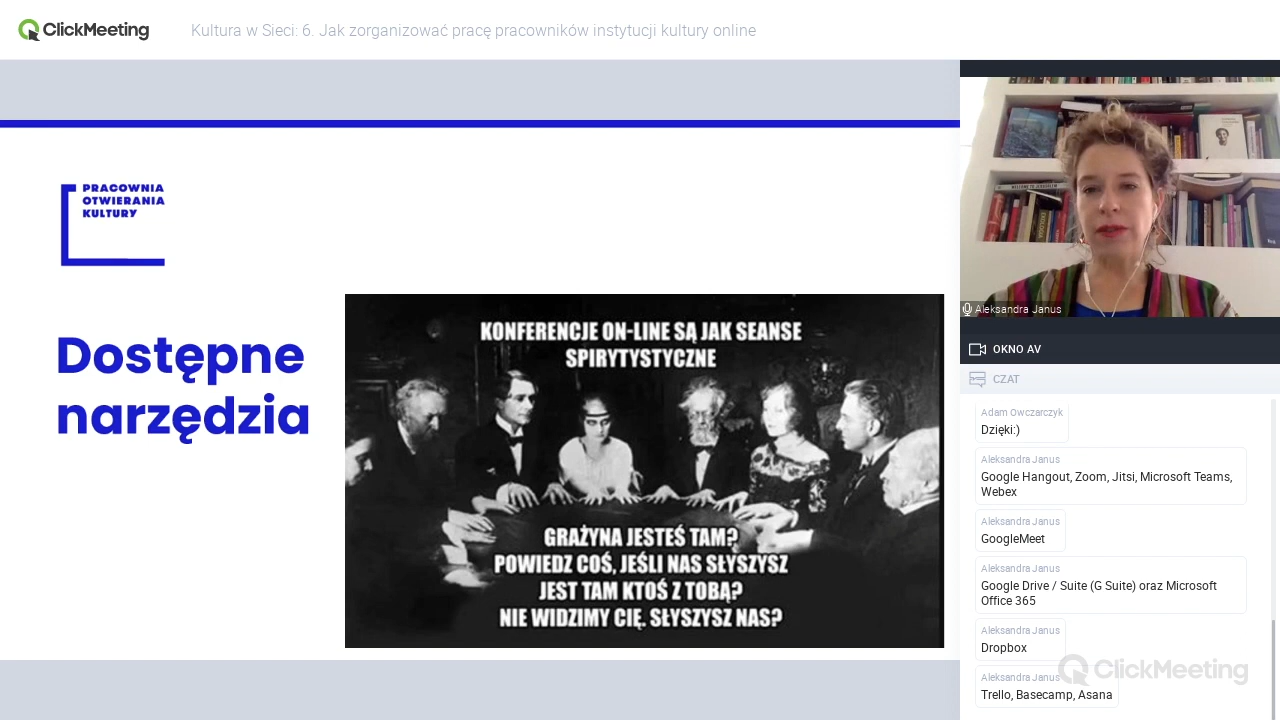 ClickMeeting
Kultura w Sieci: 6. Jak zorganizować pracę pracowników instytucji kultury online
PRACOWNIA
OTWIERANIA
KULTURY
Dostępne
narzędzia
KONFERENCJE ON-LINE SĄ JAK SEANSE
SPIRYTYSTYCZNE
GRAŻYNA JESTEŚ TAM?
POWIEDZ COŚ, JEŚLI NAS SŁYSZYSZ
JEST TAM KTOŚ Z TOBĄ?
NIE WIDZIMY CIĘ. SŁYSZYSZ NAS?
Aleksandra Janus
OKNO AV
CZAT
Adam Owczarczyk
Dzięki:)
Aleksandra Janus
Google Hangout, Zoom, Jitsi, Microsoft Teams,
Webex
Aleksandra Janus
GoogleMeet
Aleksandra Janus
Google Drive / Suite (G Suite) oraz Microsoft
Office 365
Aleksandra Janus
Dropbox
Aleksandra Janus
Trello, Basecamp, Asana
ClickMeeting